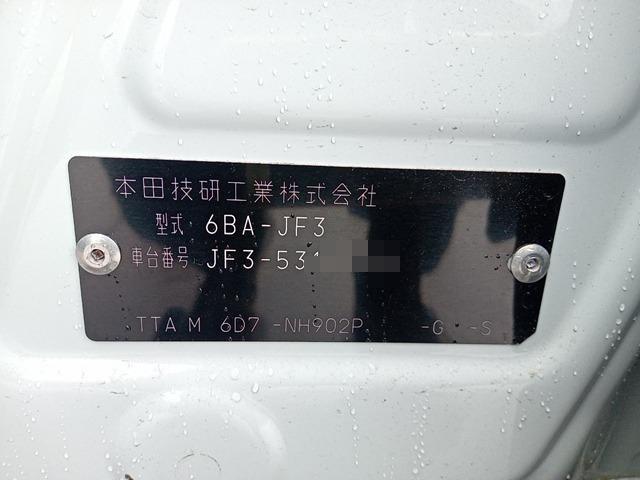 本田技研工業株式会社
型式 6BA-JF3
車台番号 JF3-53
TTA M 6D7 -NH902P -G -S